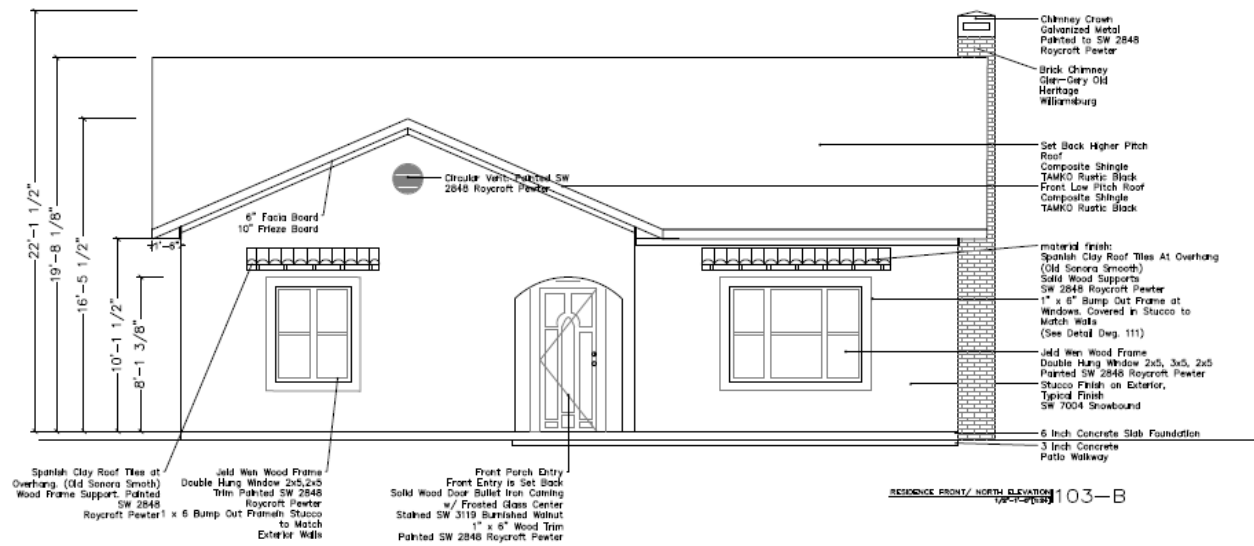 22'-1 1/2"
19'-8 1/8"
16'-5 1/2"
10'-1 1/2"
8'-1 3/8"
1'-6"
6" Facia Board
10" Frieze Board
Circular Vent. Painted SW
2848 Roycroft Pewter
Chimney Crown
Galvanized Metal
Painted to SW 2848
Roycroft Pewter
Brick Chimney
Glen-Gery Old
Heritage
Williamsburg
Set Back Higher Pitch
Roof
Composite Shingle
TAMKO Rustic Black
Front Low Pitch Roof
Composite Shingle
TAMKO Rustic Black
material finish:
Spanish Clay Roof Tiles At Overhang
(Old Sonora Smooth)
Solid Wood Supports
SW 2848 Roycroft Pewter
1" x 6" Bump Out Frame at
Windows. Covered in Stucco to
Match Walls
(See Detail Dwg. 111)
Jeld Wen Wood Frame
Double Hung Window 2x5, 3x5, 2x5
Painted SW 2848 Roycroft Pewter
Stucco Finish on Exterior,
Typical Finish
SW 7004 Snowbound
6 Inch Concrete Slab Foundation
3 Inch Concrete
Patio Walkway
Spanish Clay Roof Tiles at
Overhang. (Old Sonora Smoth)
Wood Frame Support. Painted
SW 2848
Roycroft Pewter
Jeld Wen Wood Frame
Double Hung Window 2x5,2x5
Trim Painted SW 2848
Roycroft Pewter
1 x 6 Bump Out Framein Stucco
to Match
Exterior Walls
Front Porch Entry
Front Entry is Set Back
Solid Wood Door Bullet Iron Caming
w/ Frosted Glass Center
Stained SW 3119 Burnished Walnut
1" x 6" Wood Trim
Painted SW 2848 Roycroft Pewter
RESIDENCE FRONT/ NORTH ELEVATION
103-B